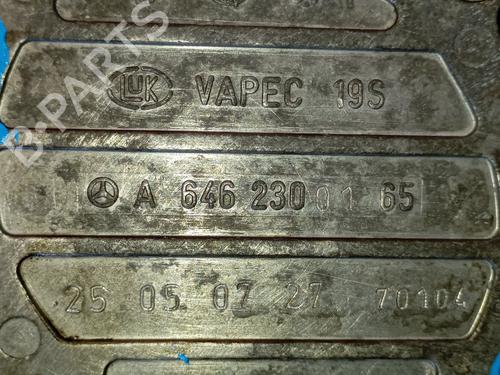 LUK VAPEC 19S
A 646 230 01 65
25 05 07 27 70104
B-PARTS